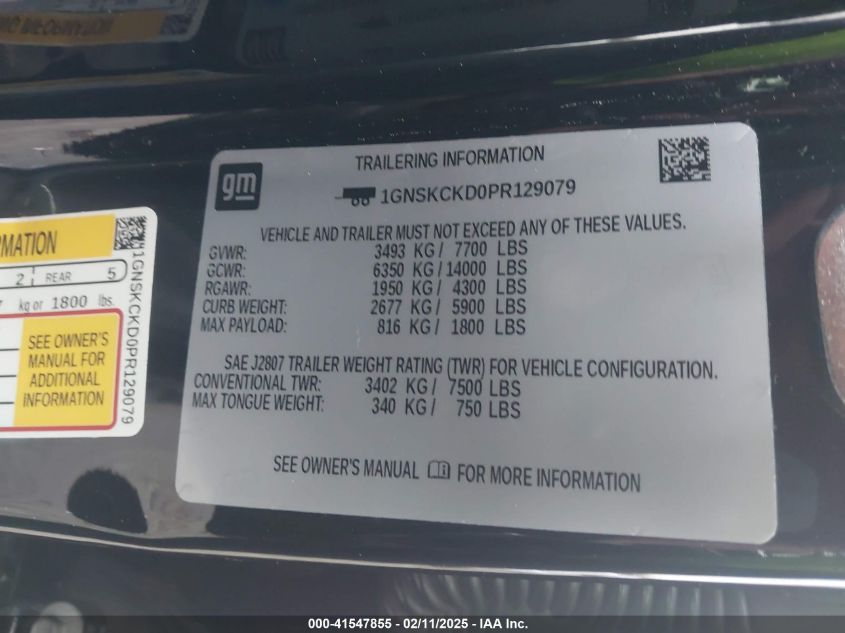 gm
TRAILERING INFORMATION
1GNSKCKD0PR129079
VEHICLE AND TRAILER MUST NOT EXCEED ANY OF THESE VALUES.
GVWR: 3493 KG / 7700 LBS
GCWR: 6350 KG / 14000 LBS
RGAWR: 1950 KG / 4300 LBS
CURB WEIGHT: 2677 KG / 5900 LBS
MAX PAYLOAD: 816 KG / 1800 LBS
SAE J2807 TRAILER WEIGHT RATING (TWR) FOR VEHICLE CONFIGURATION.
CONVENTIONAL TWR: 3402 KG / 7500 LBS
MAX TONGUE WEIGHT: 340 KG / 750 LBS
SEE OWNER'S MANUAL FOR MORE INFORMATION
2 REAR 5
kg or 1800 lbs.
SEE OWNER'S
MANUAL FOR
ADDITIONAL
INFORMATION
1GNSKCKD0PR129079
000-41547855 - 02/11/2025 - IAA Inc.